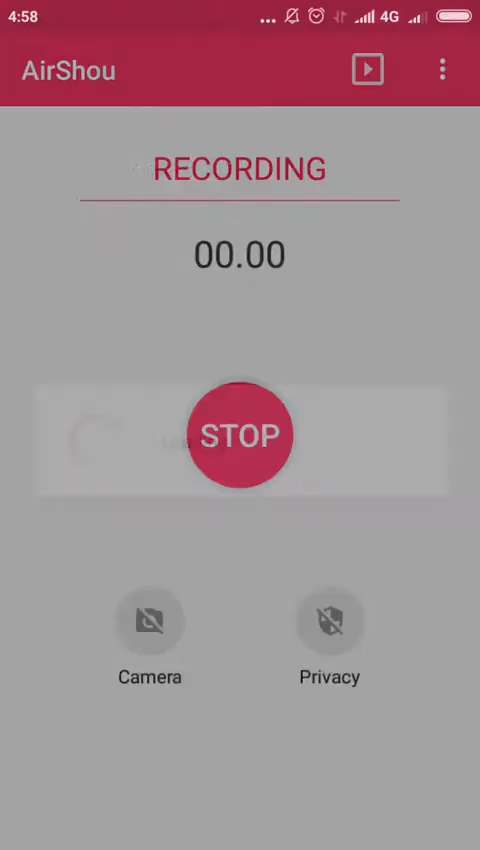 4:58
4G
AirShou
RECORDING
00.00
STOP
Camera
Privacy